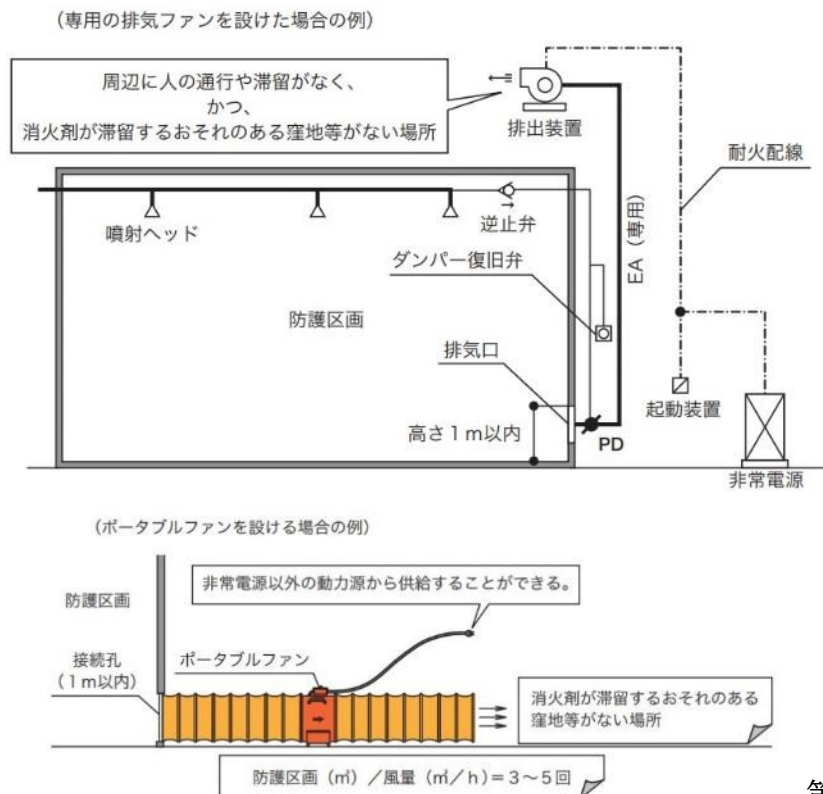 （専用の排気ファンを設けた場合の例）
周辺に人の通行や滞留がなく、
かつ、
消火剤が滞留するおそれのある窪地等がない場所
排出装置
耐火配線
噴射ヘッド
逆止弁
EA（専用）
ダンパー復旧弁
防護区画
排気口
起動装置
高さ１ｍ以内
PD
非常電源
（ポータブルファンを設ける場合の例）
防護区画
非常電源以外の動力源から供給することができる。
接続孔
（１ｍ以内）
ポータブルファン
消火剤が滞留するおそれのある
窪地等がない場所
防護区画（㎥）／風量（㎥／ｈ）＝３～５回